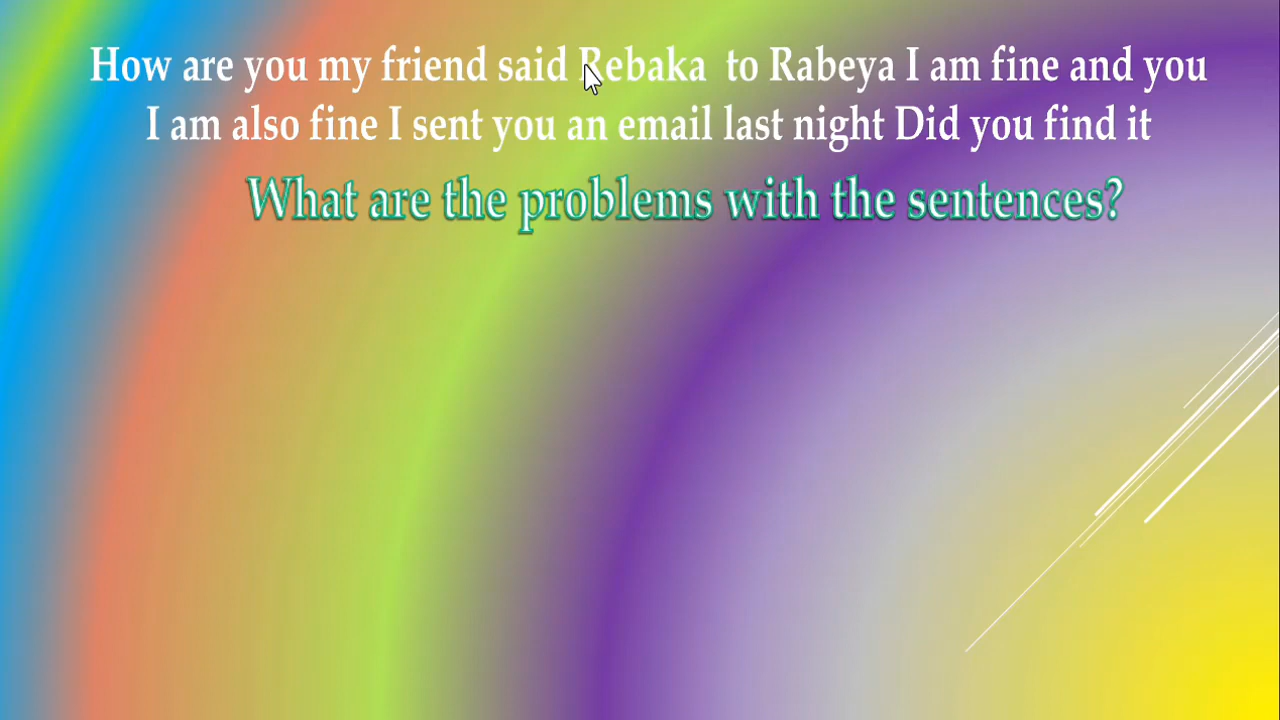 How are you my friend said Rebaka to Rabeya I am fine and you
I am also fine I sent you an email last night Did you find it
What are the problems with the sentences?